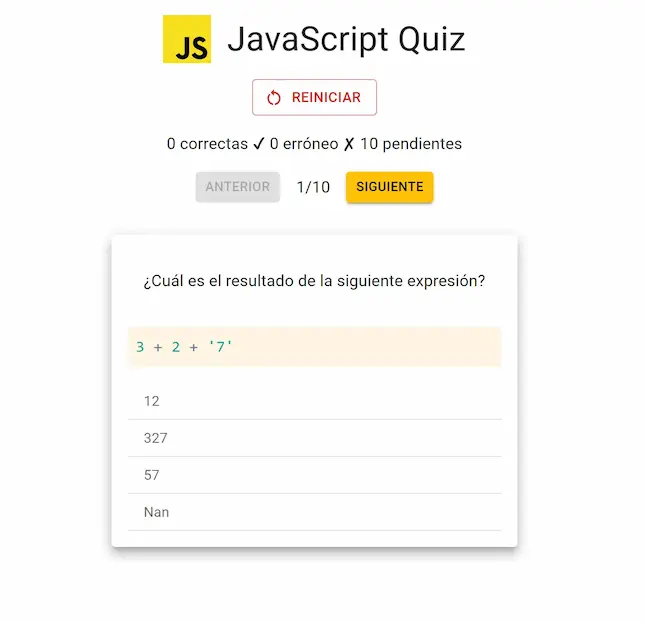 JS JavaScript Quiz
REINICIAR
0 correctas ✓ 0 erróneo ✗ 10 pendientes
ANTERIOR 1/10 SIGUIENTE
¿Cuál es el resultado de la siguiente expresión?
3 + 2 + '7'
12
327
57
Nan